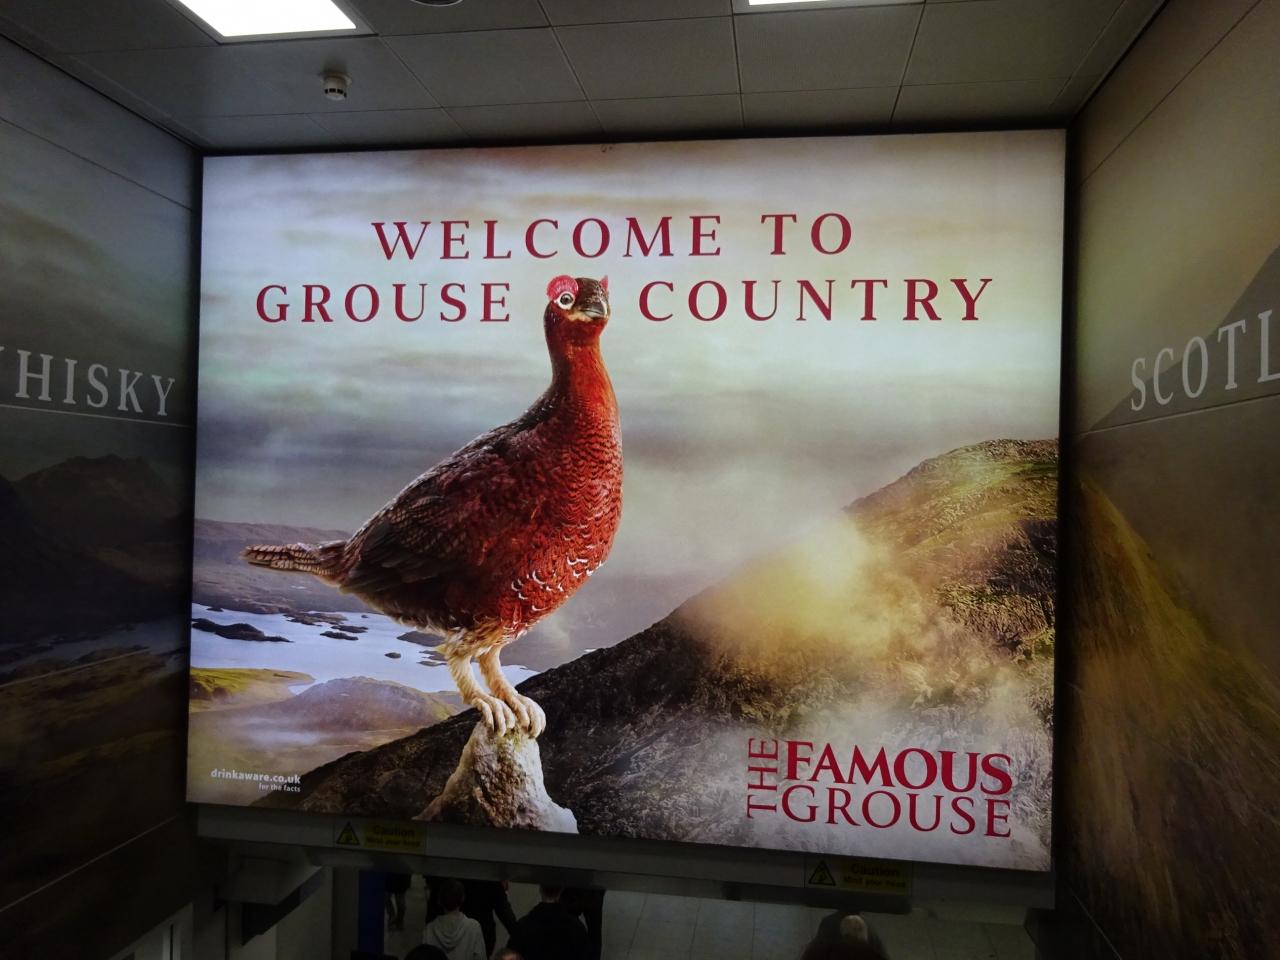 WELCOME TO
GROUSE COUNTRY
HISKY
SCOTL
drinkaware.co.uk
for the facts
THE
FAMOUS
GROUSE
Caution
Mind your head
Caution
Mind your head